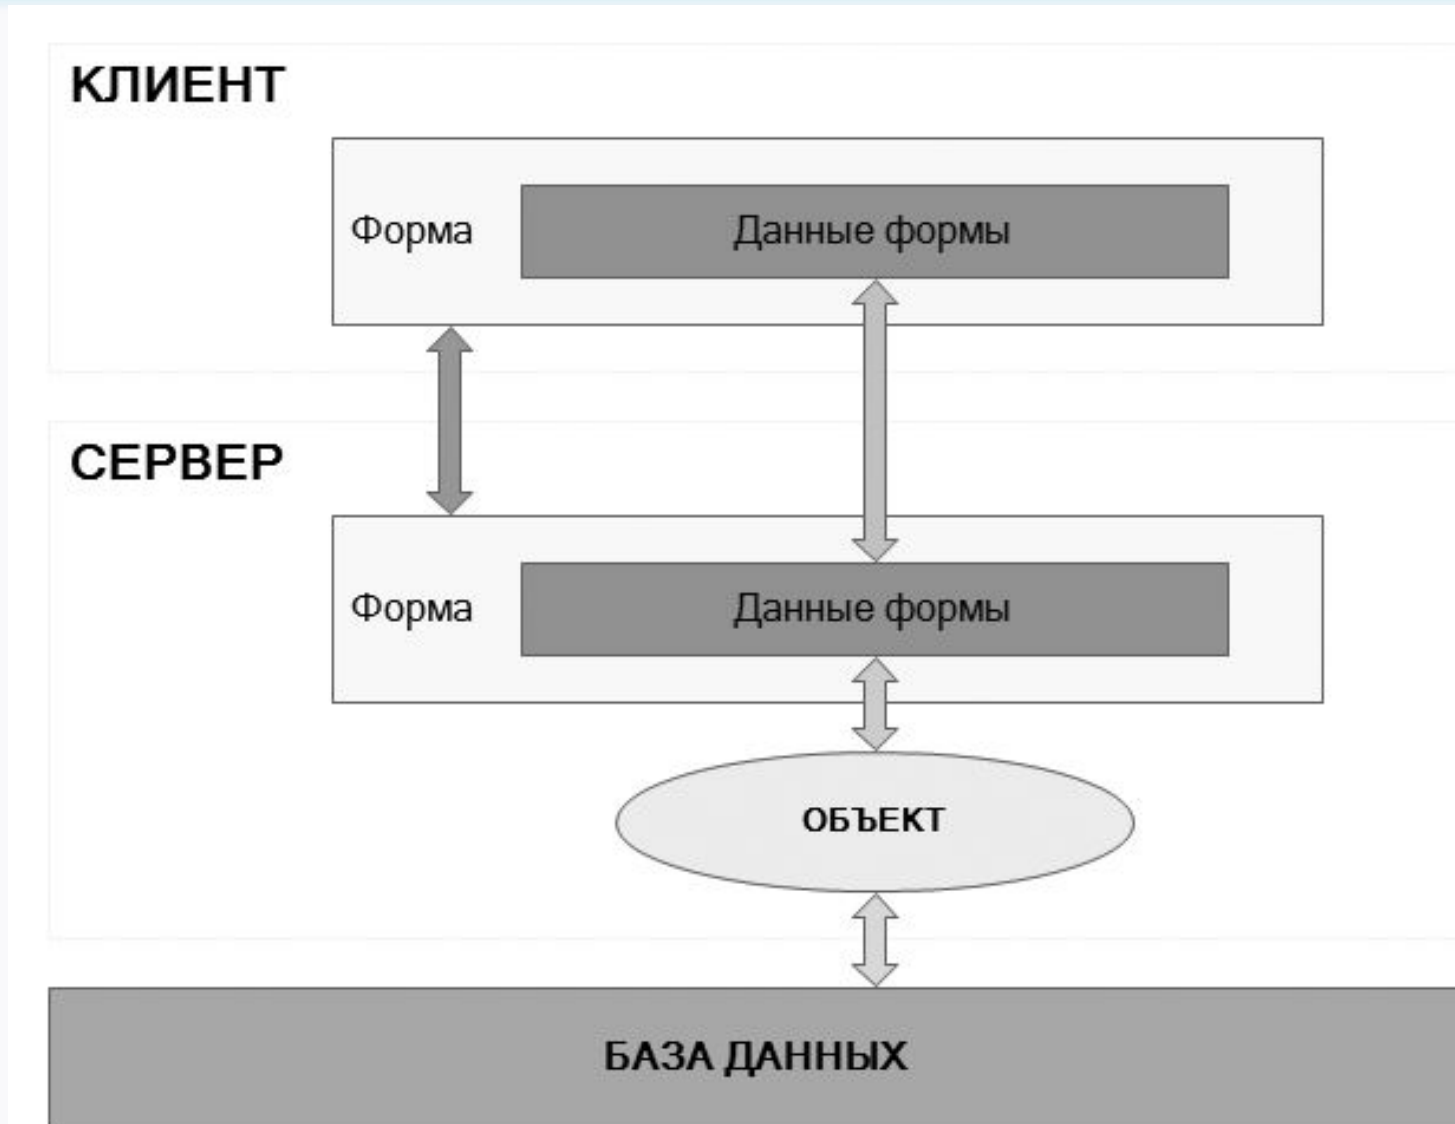 КЛИЕНТ
Форма
Данные формы
СЕРВЕР
Форма
Данные формы
ОБЪЕКТ
БАЗА ДАННЫХ